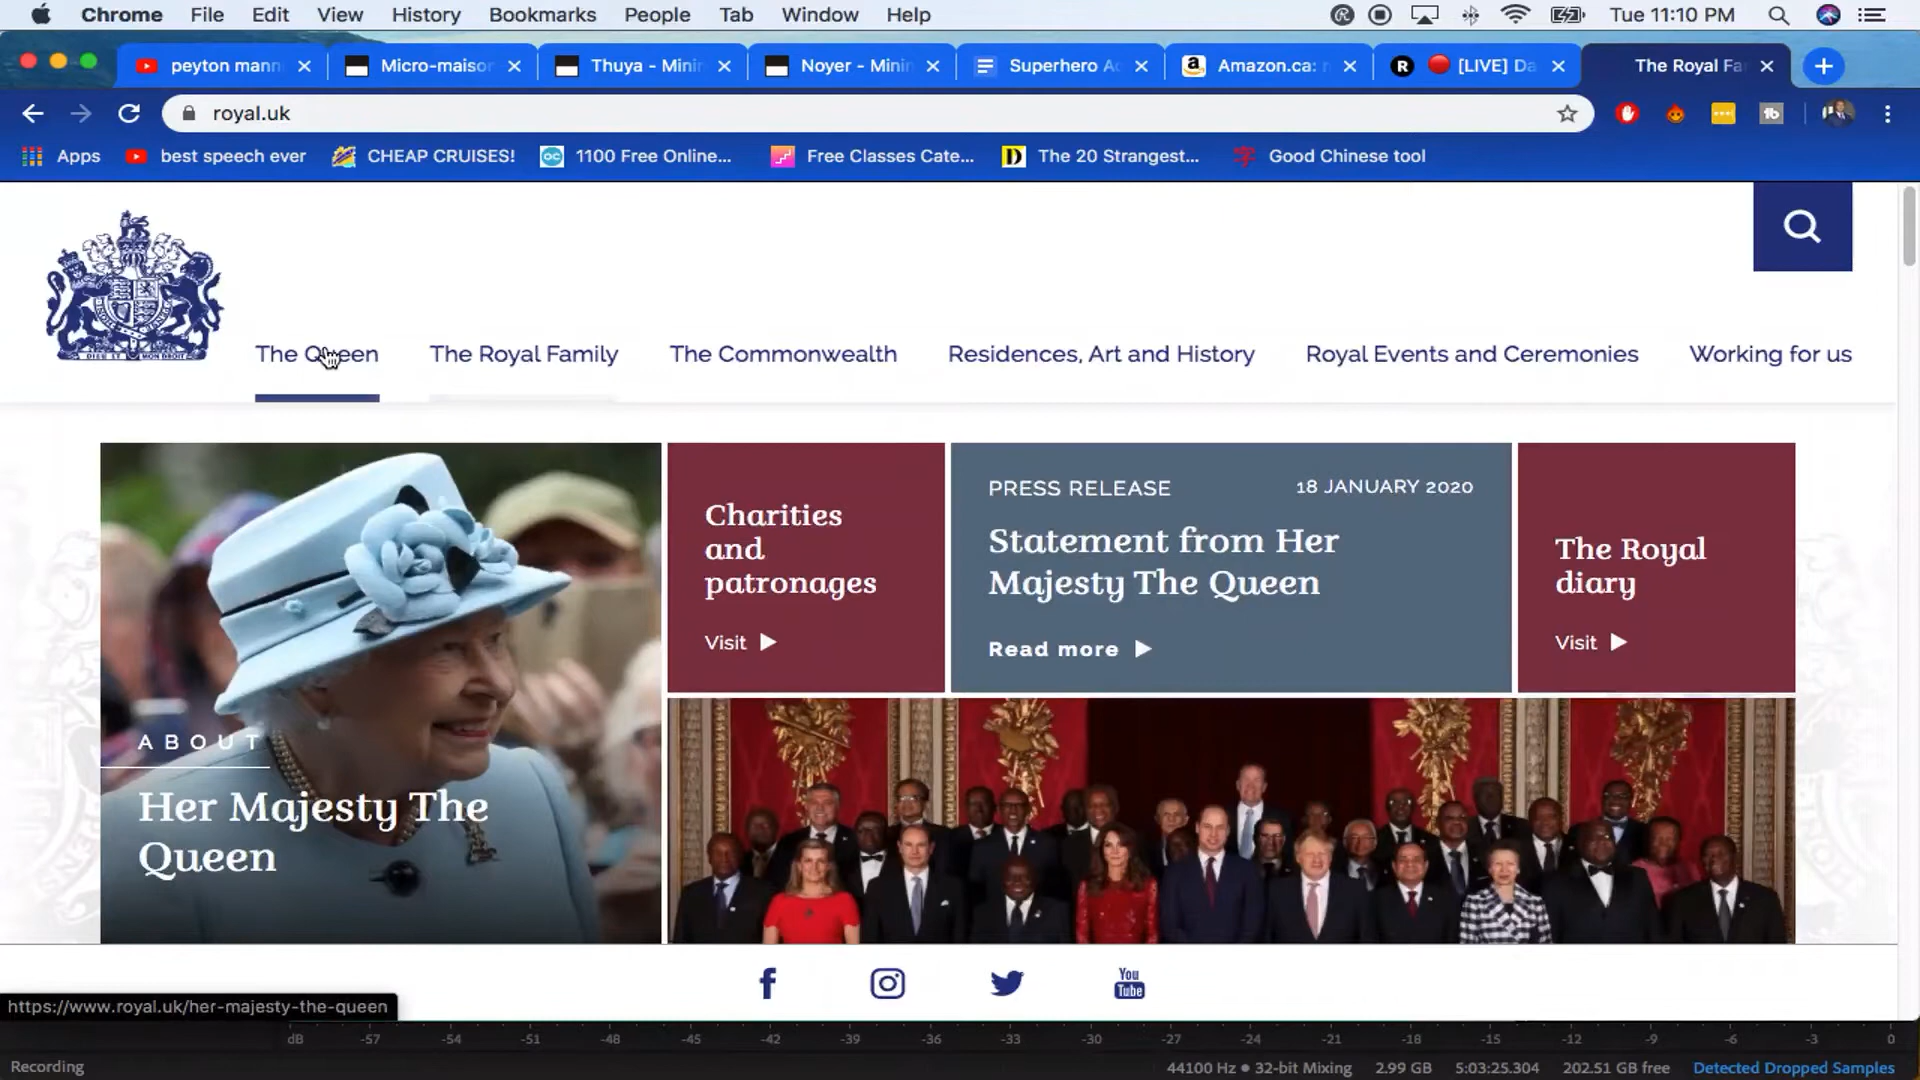 Chrome File Edit View History Bookmarks People Tab Window Help Tue 11:10 PM
peyton mann Micro-maison Thuya - Mini Noyer - Mini Superhero Ac Amazon.ca: [LIVE] Da The Royal Fa
royal.uk
Apps best speech ever CHEAP CRUISES! 1100 Free Online... Free Classes Cate... The 20 Strangest... Good Chinese tool
DIEU ET MON DROIT
The Queen The Royal Family The Commonwealth Residences, Art and History Royal Events and Ceremonies Working for us
ABOUT
Her Majesty The
Queen
Charities
and
patronages
Visit
PRESS RELEASE 18 JANUARY 2020
Statement from Her
Majesty The Queen
Read more
The Royal
diary
Visit
You
Tube
https://www.royal.uk/her-majesty-the-queen
dB -57 -54 -51 -48 -45 -42 -39 -36 -33 -30 -27 -24 -21 -18 -15 -12 -9 -6 -3 0
Recording 44100 Hz ● 32-bit Mixing 2.99 GB 5:03:25.304 202.51 GB free Detected Dropped Samples